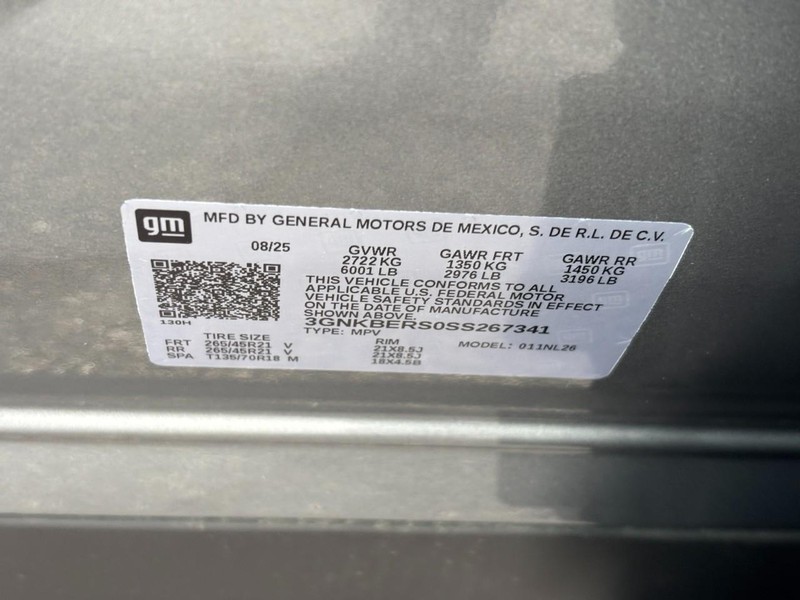 gm MFD BY GENERAL MOTORS DE MEXICO, S. DE R.L. DE C.V.
08/25 GVWR GAWR FRT GAWR RR
2722 KG 1350 KG 1450 KG
6001 LB 2976 LB 3196 LB
THIS VEHICLE CONFORMS TO ALL
APPLICABLE U.S. FEDERAL MOTOR
VEHICLE SAFETY STANDARDS IN EFFECT
ON THE DATE OF MANUFACTURE
SHOWN ABOVE.
130H
3GNKBERS0SS267341
TYPE: MPV MODEL: 011NL26
TIRE SIZE RIM
FRT 265/45R21 V 21X8.5J
RR 265/45R21 V 21X8.5J
SPA T135/70R18 M 18X4.5B